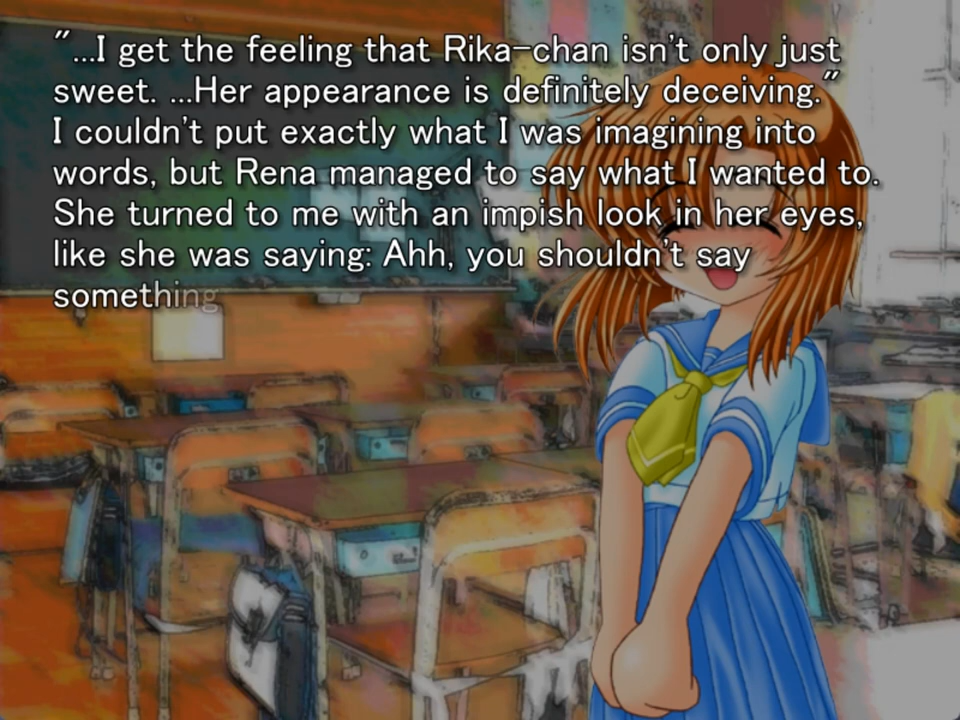 "...I get the feeling that Rika-chan isn't only just
sweet. ...Her appearance is definitely deceiving."
I couldn't put exactly what I was imagining into
words, but Rena managed to say what I wanted to.
She turned to me with an impish look in her eyes,
like she was saying: Ahh, you shouldn't say
something